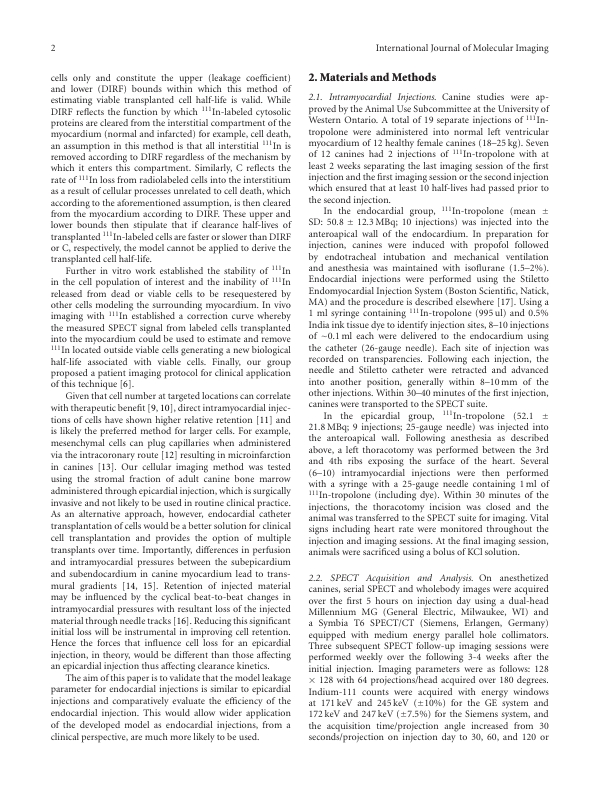 2
International Journal of Molecular Imaging
cells only and constitute the upper (leakage coefficient)
and lower (DIRF) bounds within which this method of
estimating viable transplanted cell half-life is valid. While
DIRF reflects the function by which 111In-labeled cytosolic
proteins are cleared from the interstitial compartment of the
myocardium (normal and infarcted) for example, cell death,
an assumption in this method is that all interstitial 111In is
removed according to DIRF regardless of the mechanism by
which it enters this compartment. Similarly, C reflects the
rate of 111In loss from radiolabeled cells into the interstitium
as a result of cellular processes unrelated to cell death, which
according to the aforementioned assumption, is then cleared
from the myocardium according to DIRF. These upper and
lower bounds then stipulate that if clearance half-lives of
transplanted 111In-labeled cells are faster or slower than DIRF
or C, respectively, the model cannot be applied to derive the
transplanted cell half-life.
Further in vitro work established the stability of 111In
in the cell population of interest and the inability of 111In
released from dead or viable cells to be resequestered by
other cells modeling the surrounding myocardium. In vivo
imaging with 111In established a correction curve whereby
the measured SPECT signal from labeled cells transplanted
into the myocardium could be used to estimate and remove
111In located outside viable cells generating a new biological
half-life associated with viable cells. Finally, our group
proposed a patient imaging protocol for clinical application
of this technique [6].
Given that cell number at targeted locations can correlate
with therapeutic benefit [9, 10], direct intramyocardial injec-
tions of cells have shown higher relative retention [11] and
is likely the preferred method for larger cells. For example,
mesenchymal cells can plug capillaries when administered
via the intracoronary route [12] resulting in microinfarction
in canines [13]. Our cellular imaging method was tested
using the stromal fraction of adult canine bone marrow
administered through epicardial injection, which is surgically
invasive and not likely to be used in routine clinical practice.
As an alternative approach, however, endocardial catheter
transplantation of cells would be a better solution for clinical
cell transplantation and provides the option of multiple
transplants over time. Importantly, differences in perfusion
and intramyocardial pressures between the subepicardium
and subendocardium in canine myocardium lead to trans-
mural gradients [14, 15]. Retention of injected material
may be influenced by the cyclical beat-to-beat changes in
intramyocardial pressures with resultant loss of the injected
material through needle tracks [16]. Reducing this significant
initial loss will be instrumental in improving cell retention.
Hence the forces that influence cell loss for an epicardial
injection, in theory, would be different than those affecting
an epicardial injection thus affecting clearance kinetics.
The aim of this paper is to validate that the model leakage
parameter for endocardial injections is similar to epicardial
injections and comparatively evaluate the efficiency of the
endocardial injection. This would allow wider application
of the developed model as endocardial injections, from a
clinical perspective, are much more likely to be used.
2. Materials and Methods
2.1. Intramyocardial Injections. Canine studies were ap-
proved by the Animal Use Subcommittee at the University of
Western Ontario. A total of 19 separate injections of 111In-
tropolone were administered into normal left ventricular
myocardium of 12 healthy female canines (18–25 kg). Seven
of 12 canines had 2 injections of 111In-tropolone with at
least 2 weeks separating the last imaging session of the first
injection and the first imaging session or the second injection
which ensured that at least 10 half-lives had passed prior to
the second injection.
In the endocardial group, 111In-tropolone (mean ±
SD: 50.8 ± 12.3 MBq; 10 injections) was injected into the
anteroapical wall of the endocardium. In preparation for
injection, canines were induced with propofol followed
by endotracheal intubation and mechanical ventilation
and anesthesia was maintained with isoflurane (1.5–2%).
Endocardial injections were performed using the Stiletto
Endomyocardial Injection System (Boston Scientific, Natick,
MA) and the procedure is described elsewhere [17]. Using a
1 ml syringe containing 111In-tropolone (995 ul) and 0.5%
India ink tissue dye to identify injection sites, 8–10 injections
of ~0.1 ml each were delivered to the endocardium using
the catheter (26-gauge needle). Each site of injection was
recorded on transparencies. Following each injection, the
needle and Stiletto catheter were retracted and advanced
into another position, generally within 8–10 mm of the
other injections. Within 30–40 minutes of the first injection,
canines were transported to the SPECT suite.
In the epicardial group, 111In-tropolone (52.1 ±
21.8 MBq; 9 injections; 25-gauge needle) was injected into
the anteroapical wall. Following anesthesia as described
above, a left thoracotomy was performed between the 3rd
and 4th ribs exposing the surface of the heart. Several
(6–10) intramyocardial injections were then performed
with a syringe with a 25-gauge needle containing 1 ml of
111In-tropolone (including dye). Within 30 minutes of the
injections, the thoracotomy incision was closed and the
animal was transferred to the SPECT suite for imaging. Vital
signs including heart rate were monitored throughout the
injection and imaging sessions. At the final imaging session,
animals were sacrificed using a bolus of KCl solution.
2.2. SPECT Acquisition and Analysis. On anesthetized
canines, serial SPECT and wholebody images were acquired
over the first 5 hours on injection day using a dual-head
Millennium MG (General Electric, Milwaukee, WI) and
a Symbia T6 SPECT/CT (Siemens, Erlangen, Germany)
equipped with medium energy parallel hole collimators.
Three subsequent SPECT follow-up imaging sessions were
performed weekly over the following 3-4 weeks after the
initial injection. Imaging parameters were as follows: 128
× 128 with 64 projections/head acquired over 180 degrees.
Indium-111 counts were acquired with energy windows
at 171 keV and 245 keV (±10%) for the GE system and
172 keV and 247 keV (±7.5%) for the Siemens system, and
the acquisition time/projection angle increased from 30
seconds/projection on injection day to 30, 60, and 120 or